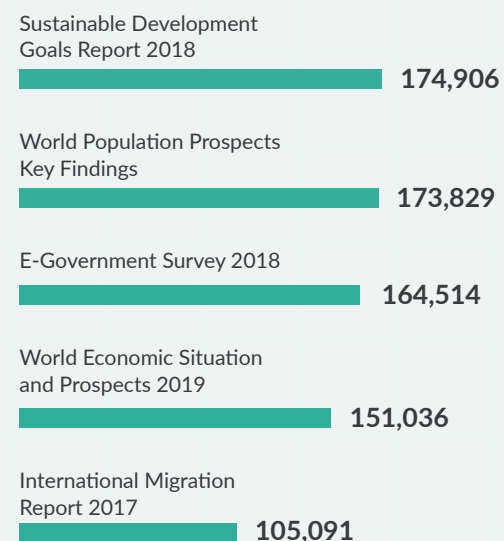 Sustainable Development
Goals Report 2018
174,906
World Population Prospects
Key Findings
173,829
E-Government Survey 2018
164,514
World Economic Situation
and Prospects 2019
151,036
International Migration
Report 2017
105,091